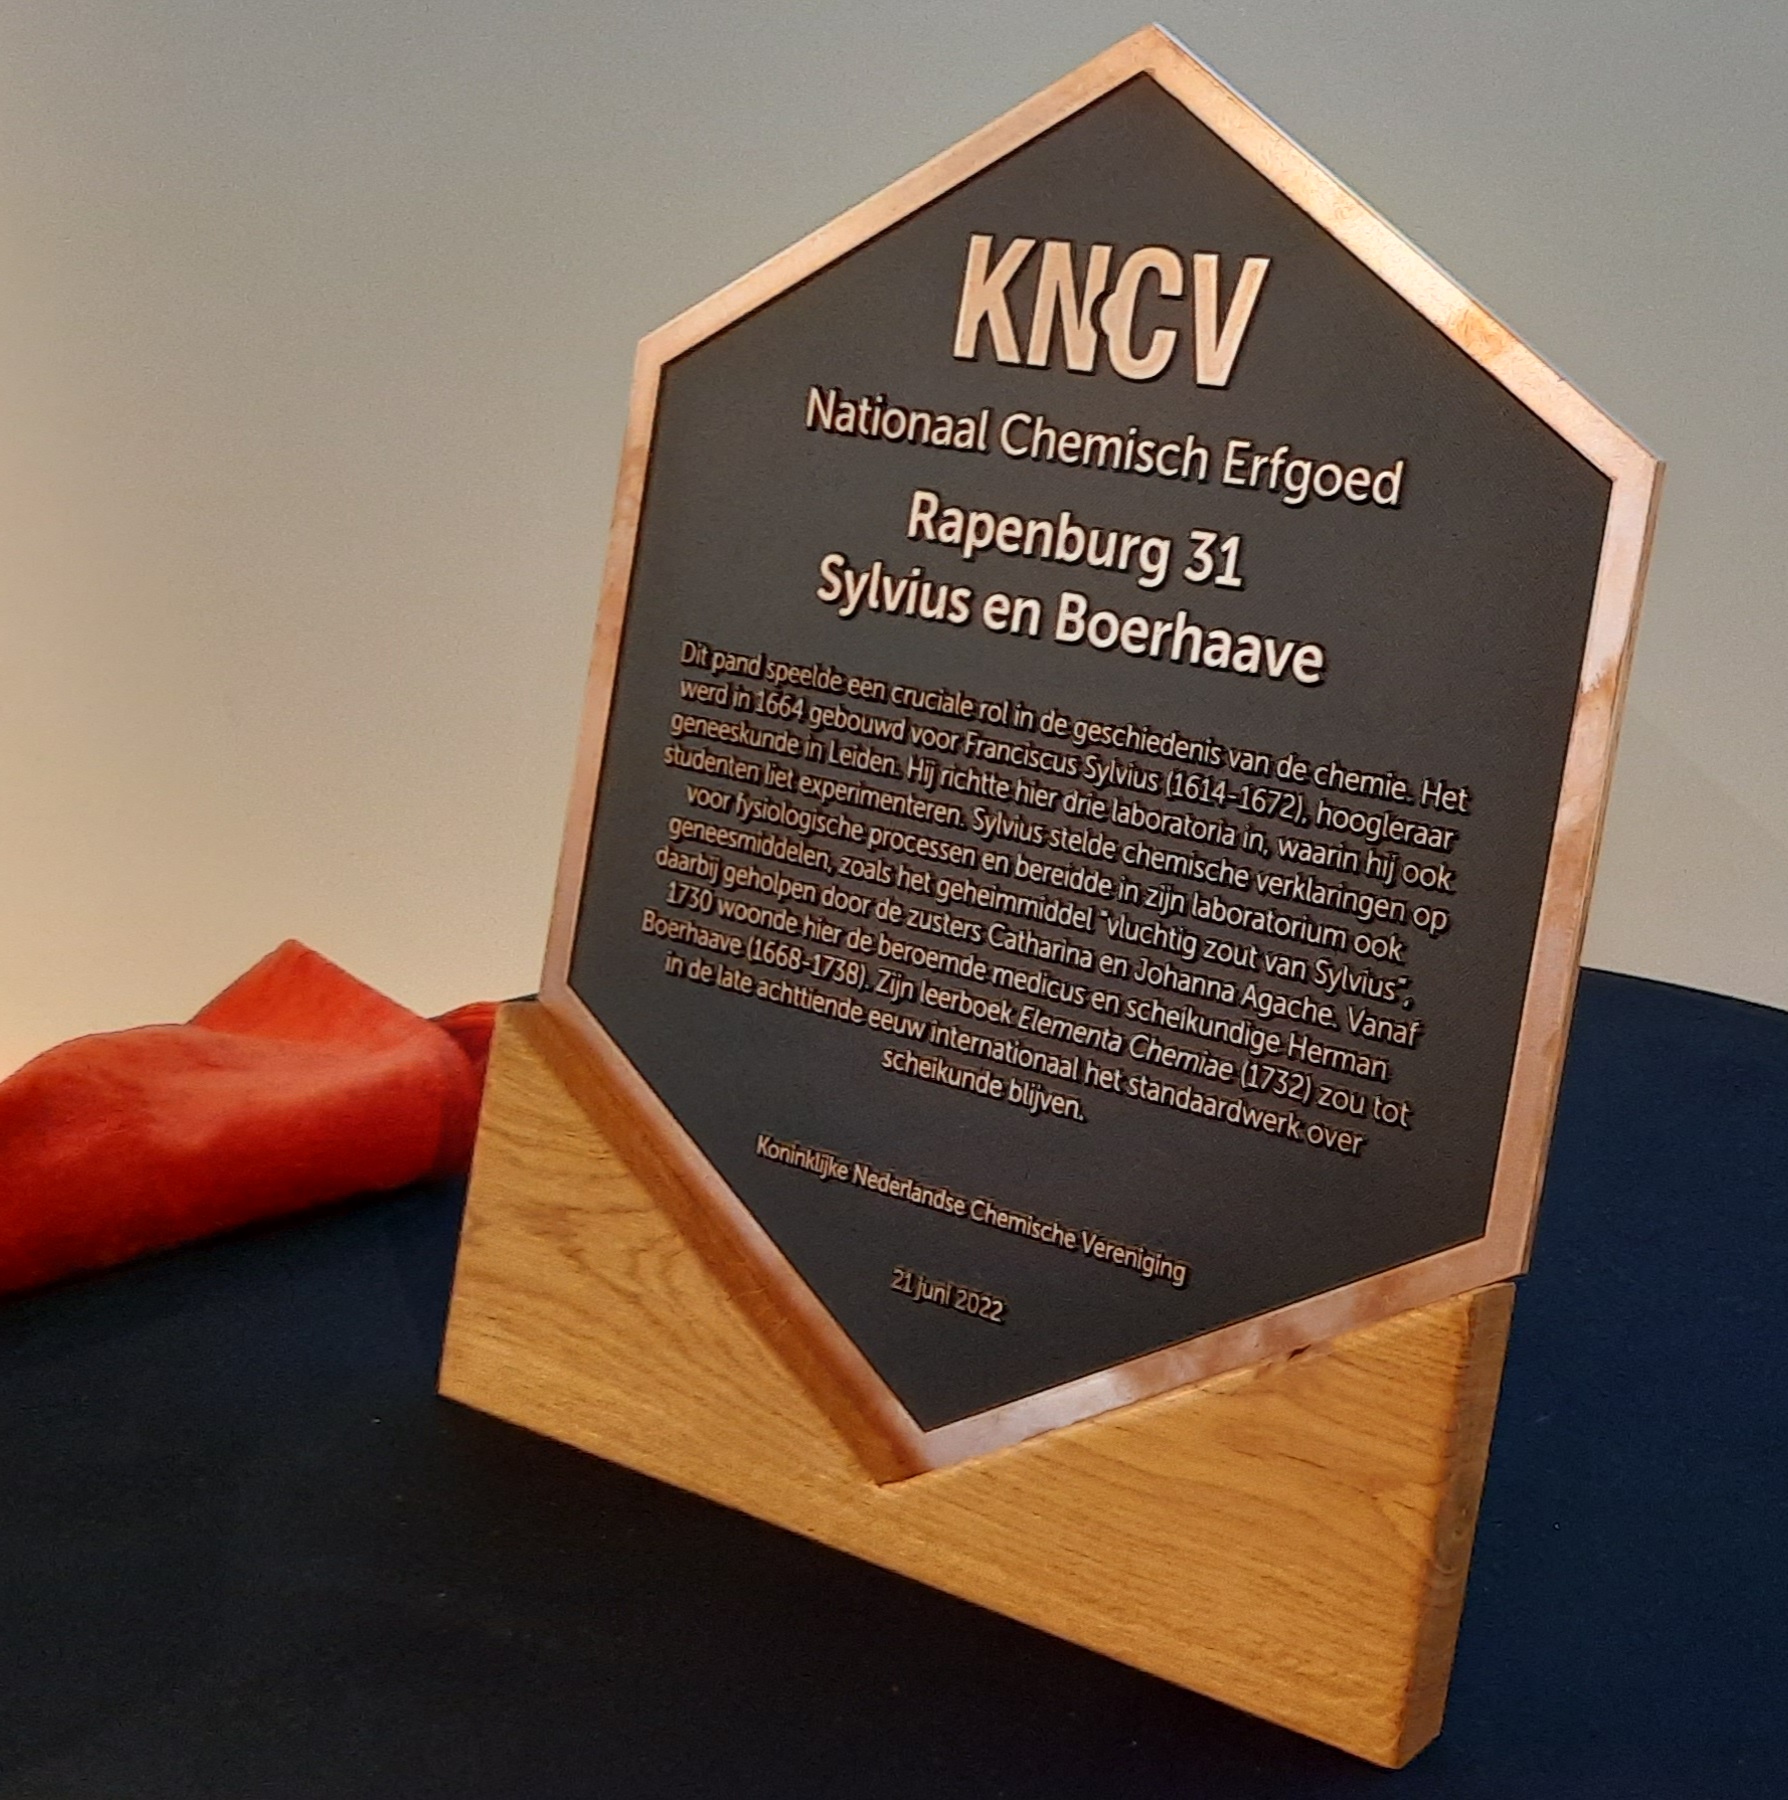 KNCV
Nationaal Chemisch Erfgoed
Rapenburg 31
Sylvius en Boerhaave
Dit pand speelde een cruciale rol in de geschiedenis van de chemie. Het
werd in 1664 gebouwd voor Franciscus Sylvius (1614-1672), hoogleraar
geneeskunde in Leiden. Hij richtte hier drie laboratoria in, waarin hij ook
studenten liet experimenteren. Sylvius stelde chemische verklaringen op
voor fysiologische processen en bereidde in zijn laboratorium ook
geneesmiddelen, zoals het geheimmiddel "vluchtig zout van Sylvius",
daarbij geholpen door de zusters Catharina en Johanna Agache. Vanaf
1730 woonde hier de beroemde medicus en scheikundige Herman
Boerhaave (1668-1738). Zijn leerboek Elementa Chemiae (1732) zou tot
in de late achttiende eeuw internationaal het standaardwerk over
scheikunde blijven.
Koninklijke Nederlandse Chemische Vereniging
21 juni 2022